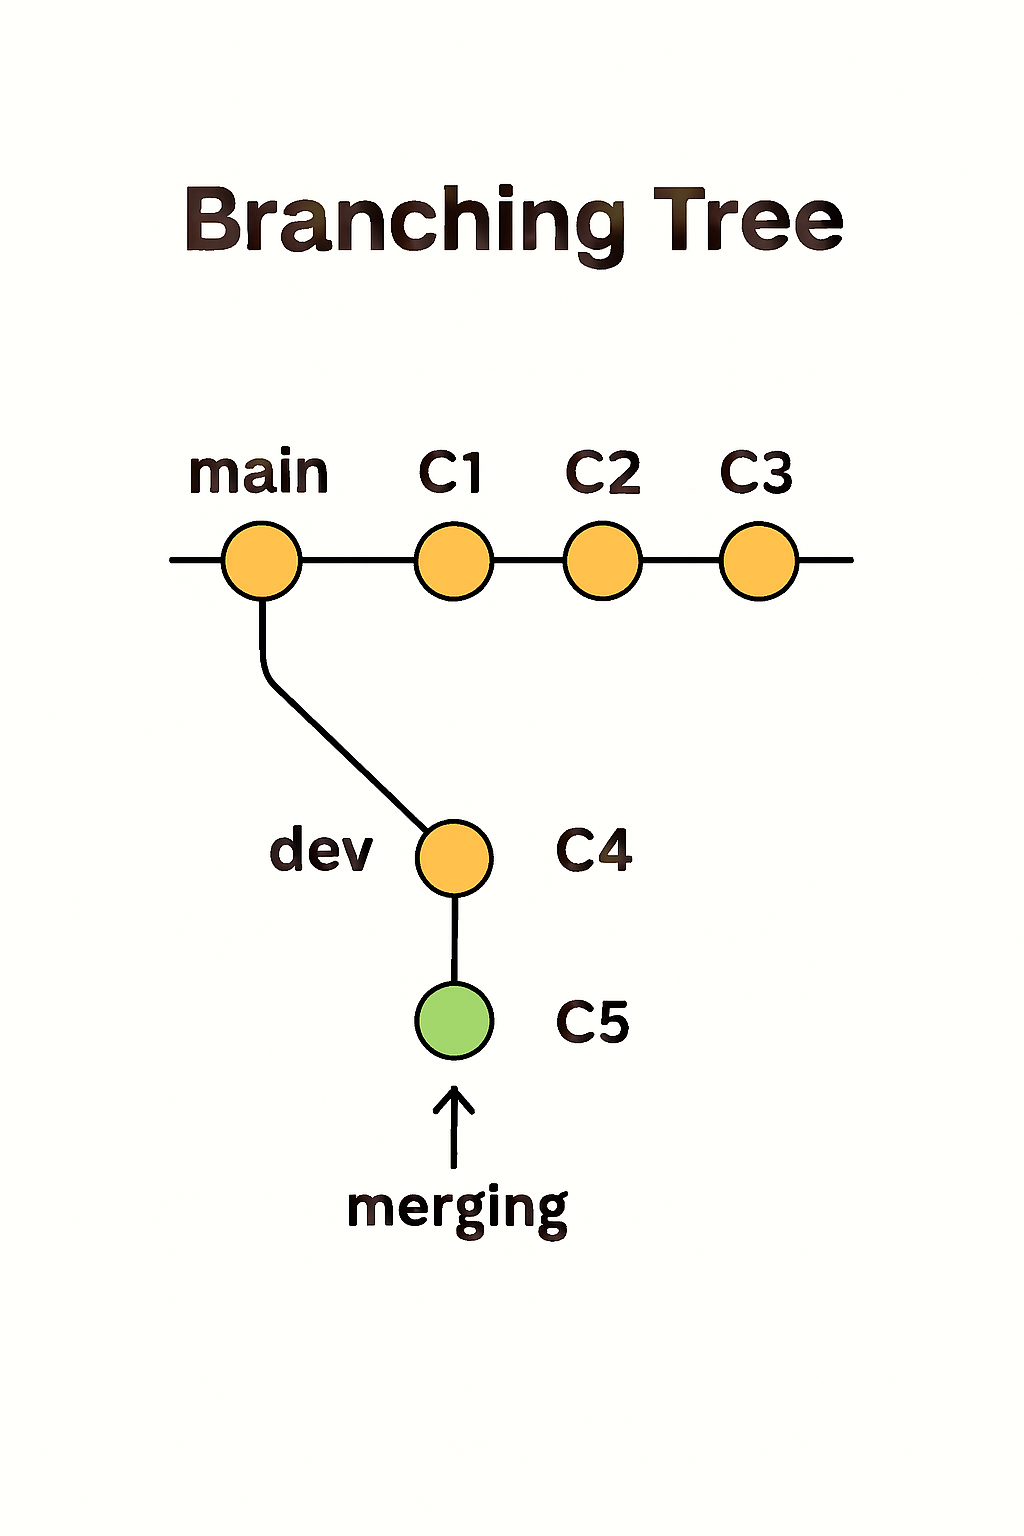 Branching Tree
main C1 C2 C3
dev C4
C5
merging